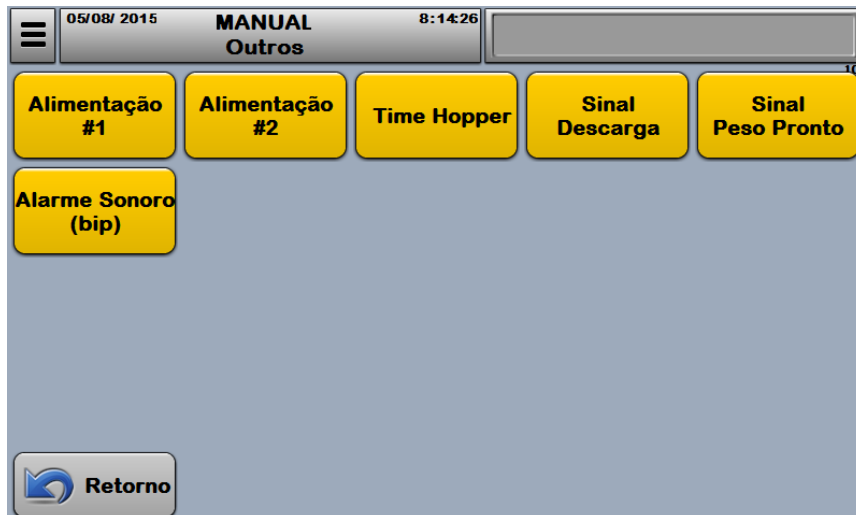 05/08/ 2015 MANUAL 8:14:26
Outros
10
Alimentação #1
Alimentação #2
Time Hopper
Sinal Descarga
Sinal Peso Pronto
Alarme Sonoro (bip)
Retorno